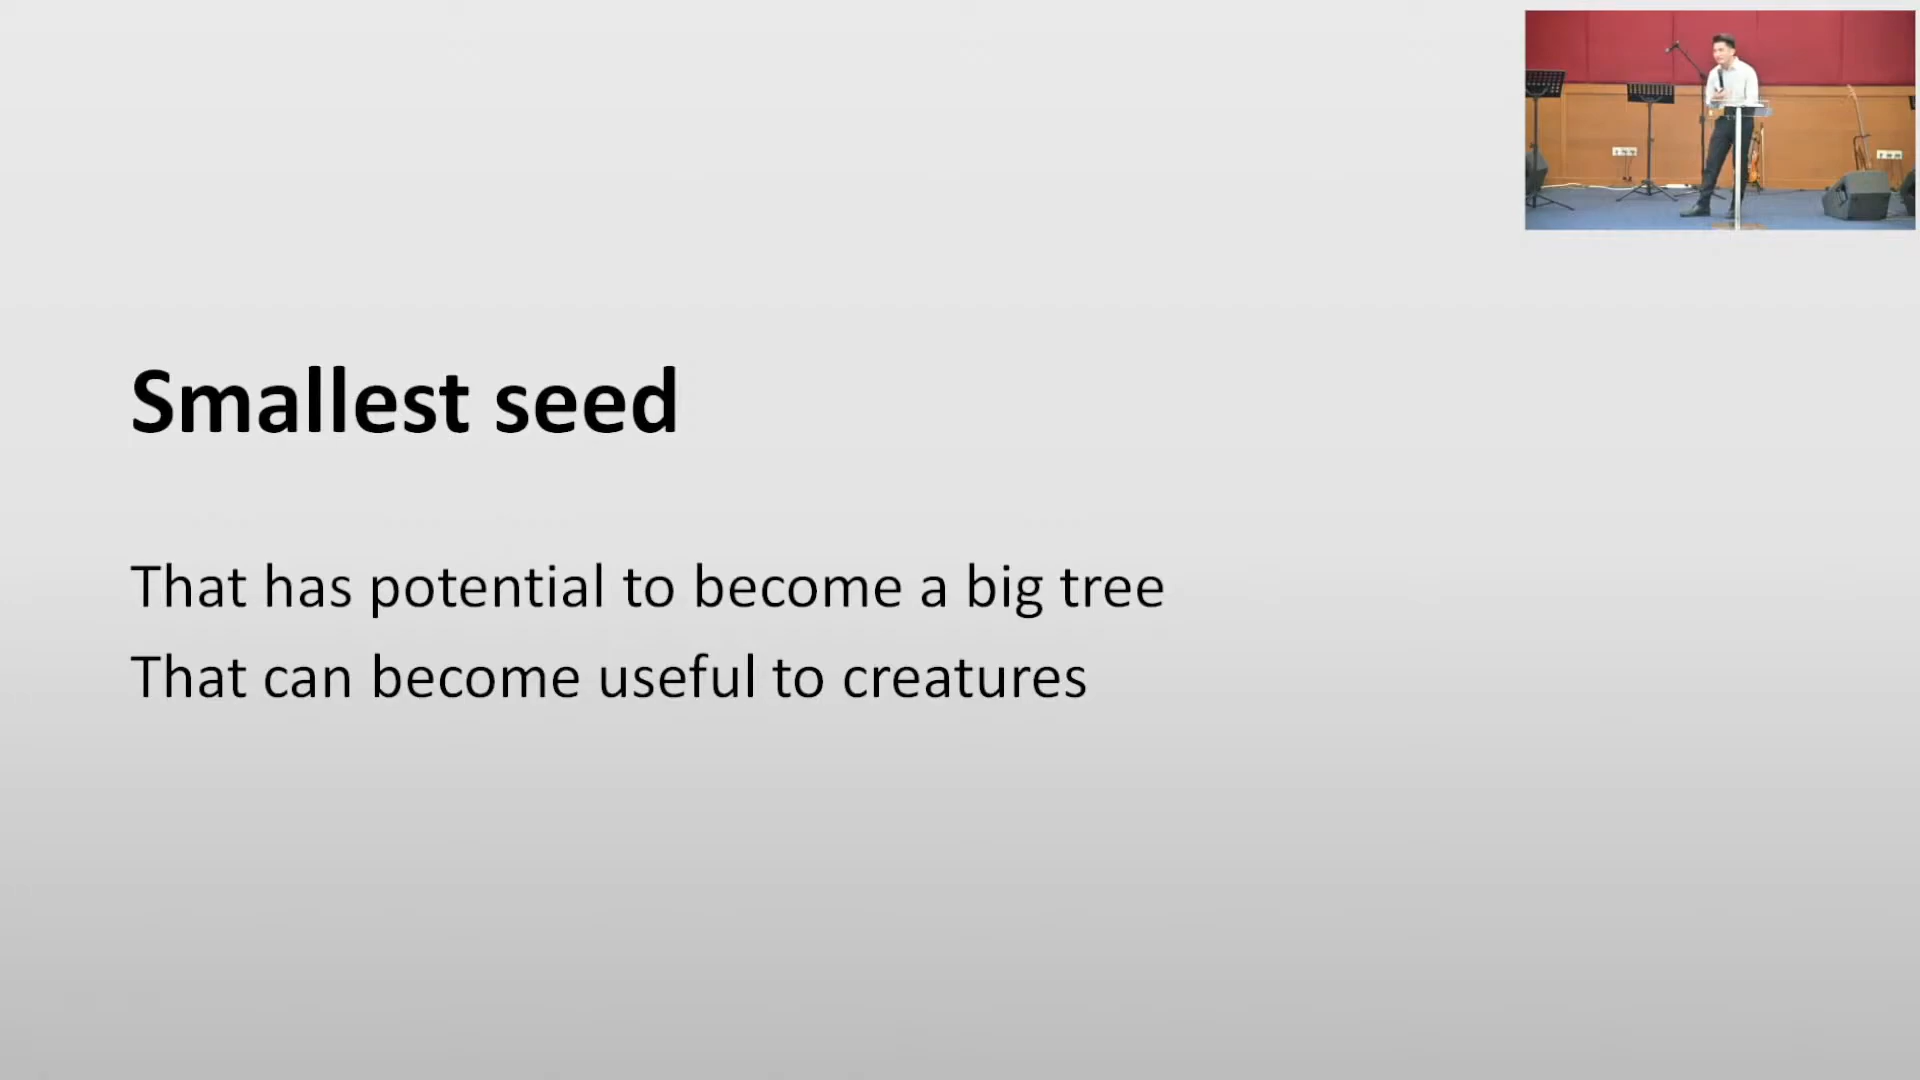 Smallest seed
That has potential to become a big tree
That can become useful to creatures